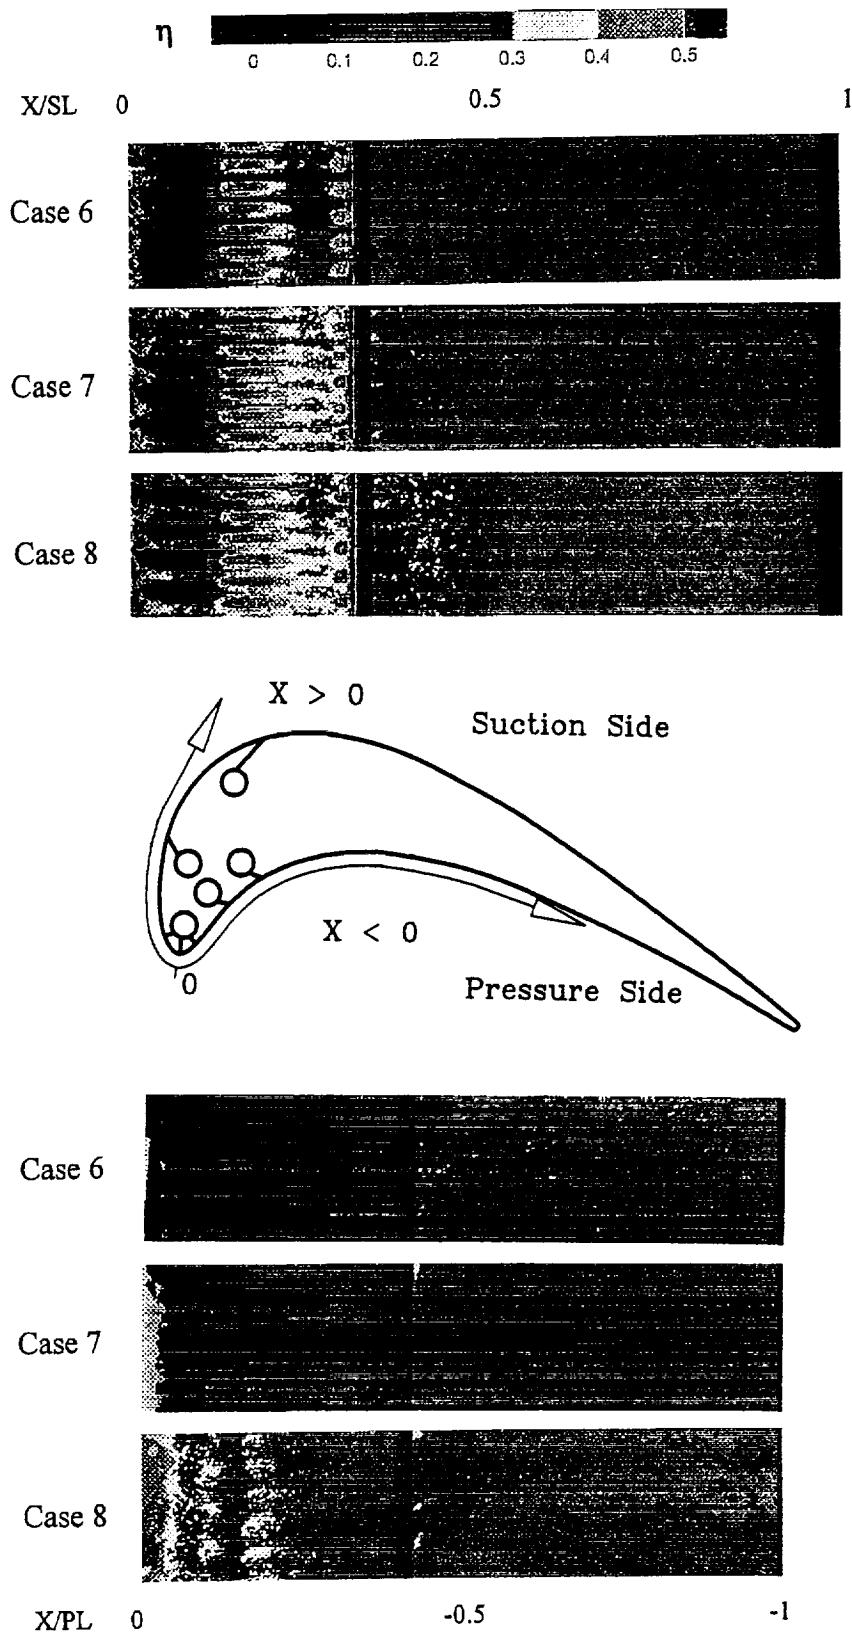 η
0 0.1 0.2 0.3 0.4 0.5
X/SL 0 0.5 1
Case 6
Case 7
Case 8
X > 0
Suction Side
X < 0
0
Pressure Side
Case 6
Case 7
Case 8
X/PL 0 -0.5 -1